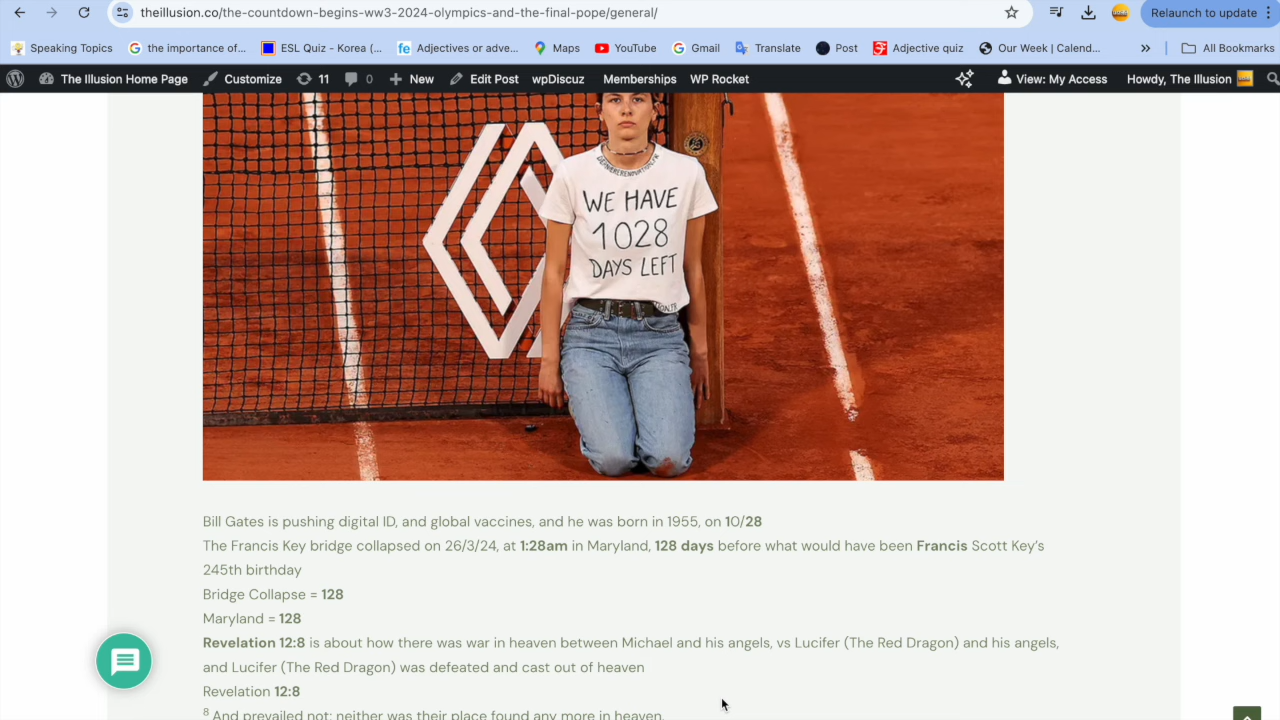 theillusion.co/the-countdown-begins-ww3-2024-olympics-and-the-final-pope/general/
Relaunch to update
Speaking Topics
the importance of...
ESL Quiz - Korea (...
Adjectives or adve...
Maps
YouTube
Gmail
Translate
Post
Adjective quiz
Our Week | Calend...
All Bookmarks
The Illusion Home Page
Customize
11
0
New
Edit Post
wpDiscuz
Memberships
WP Rocket
View: My Access
Howdy, The Illusion
WE HAVE
1028
DAYS LEFT
Bill Gates is pushing digital ID, and global vaccines, and he was born in 1955, on 10/28
The Francis Key bridge collapsed on 26/3/24, at 1:28am in Maryland, 128 days before what would have been Francis Scott Key's
245th birthday
Bridge Collapse = 128
Maryland = 128
Revelation 12:8 is about how there was war in heaven between Michael and his angels, vs Lucifer (The Red Dragon) and his angels,
and Lucifer (The Red Dragon) was defeated and cast out of heaven
Revelation 12:8
8 And prevailed not; neither was their place found any more in heaven.